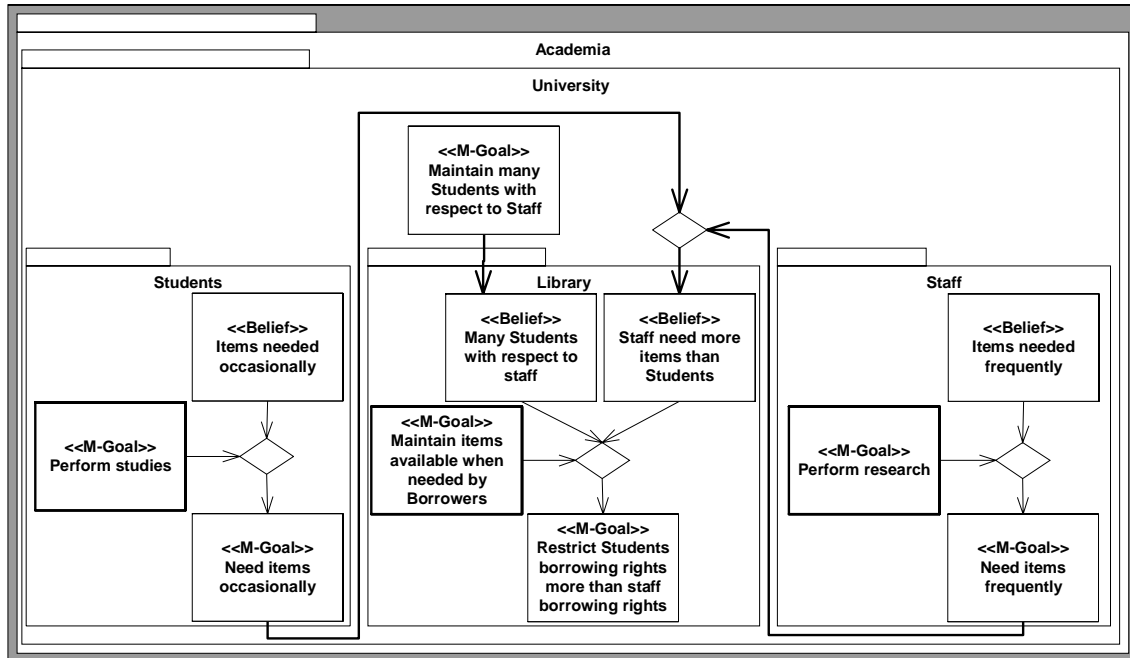 Academia
University
<<M-Goal>>
Maintain many
Students with
respect to Staff
Students
<<Belief>>
Items needed
occasionally
<<M-Goal>>
Perform studies
<<M-Goal>>
Need items
occasionally
Library
<<Belief>>
Many Students
with respect to
staff
<<Belief>>
Staff need more
items than
Students
<<M-Goal>>
Maintain items
available when
needed by
Borrowers
<<M-Goal>>
Restrict Students
borrowing rights
more than staff
borrowing rights
Staff
<<Belief>>
Items needed
frequently
<<M-Goal>>
Perform research
<<M-Goal>>
Need items
frequently